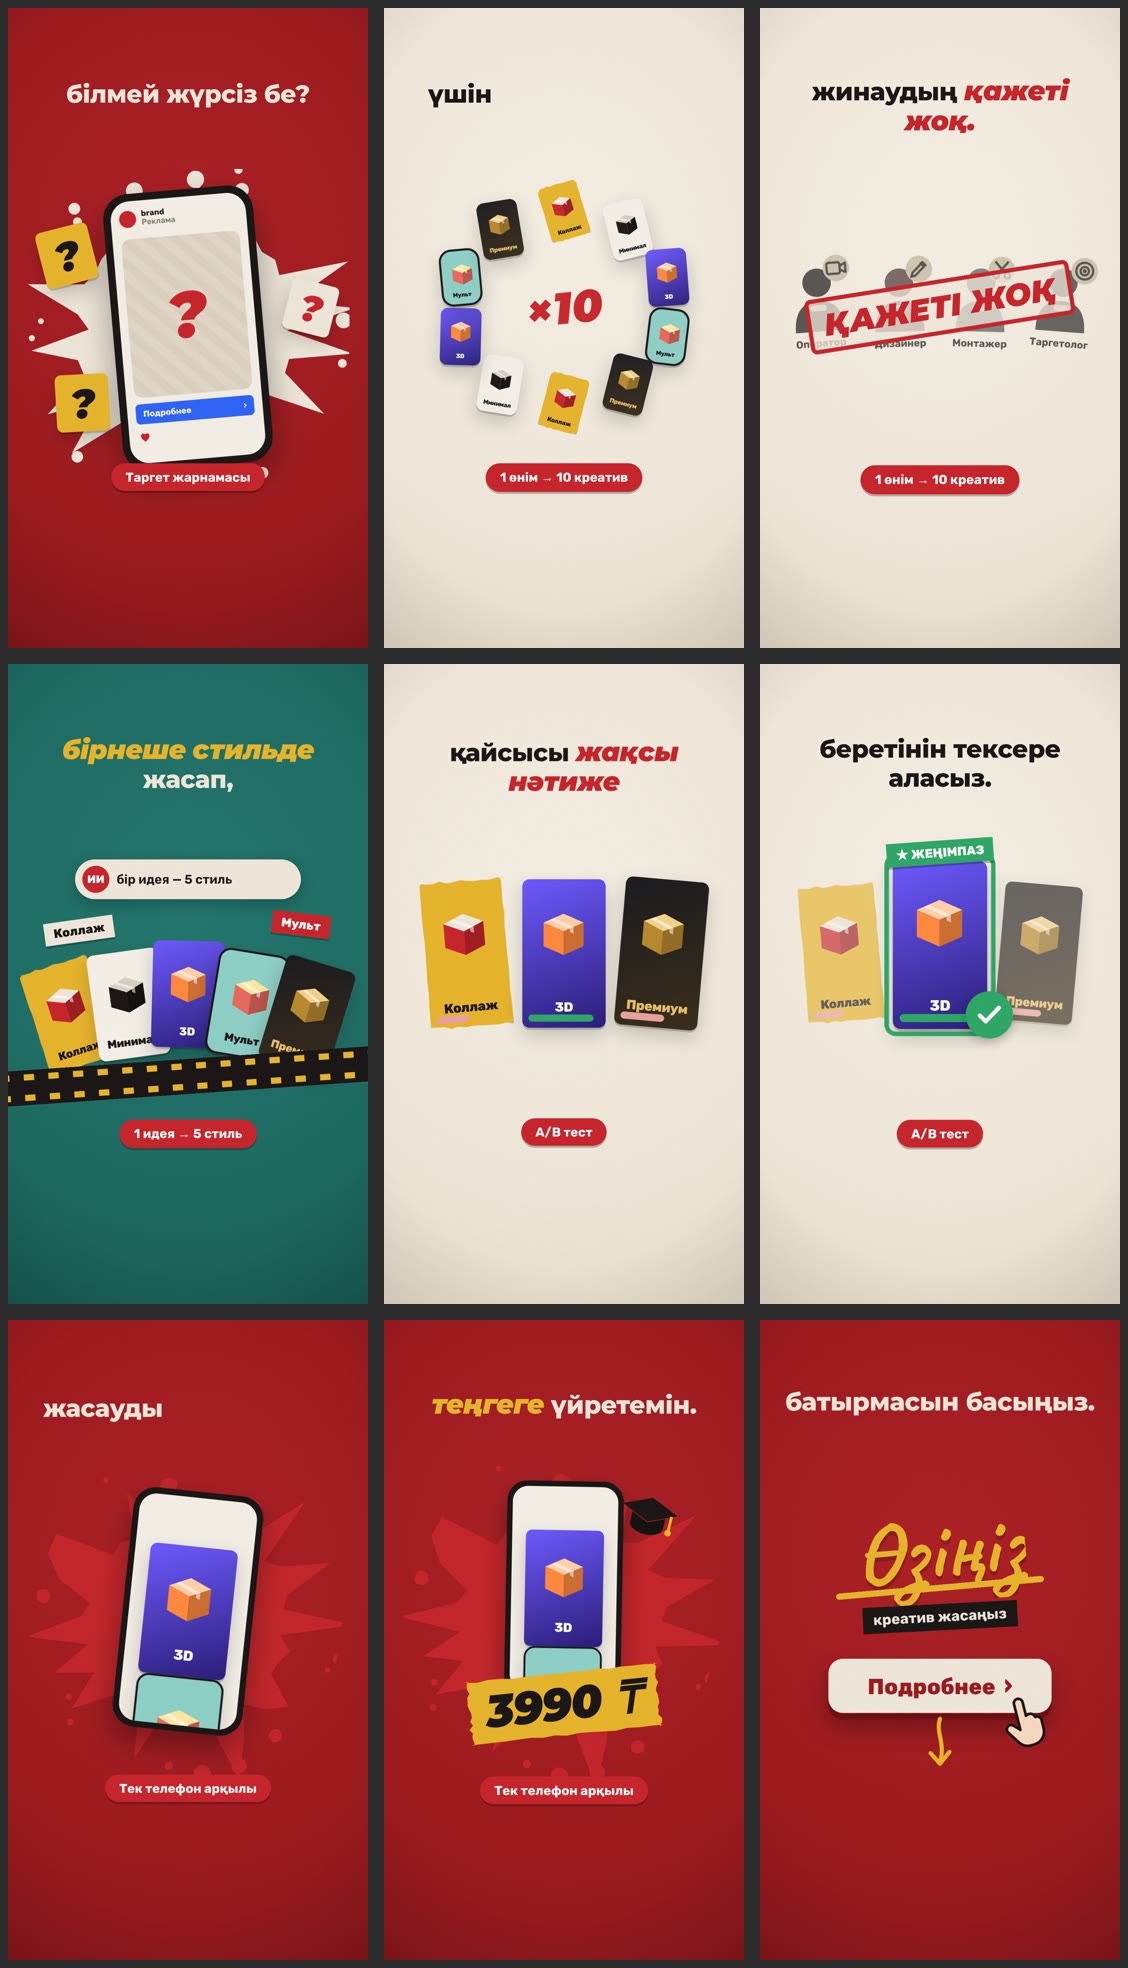 білмей жүрсіз бе?
?
brand
Реклама
?
?
?
Подробнее ›
Таргет жарнамасы
үшін
Коллаж
Премиум
Минимал
Мульт
3D
×10
3D
Мульт
Минимал
Премиум
Коллаж
1 өнім → 10 креатив
жинаудың қажеті
жоқ.
ҚАЖЕТІ ЖОҚ
Оператор
Дизайнер
Монтажер
Таргетолог
1 өнім → 10 креатив
бірнеше стильде
жасап,
ИИ бір идея — 5 стиль
Коллаж
Мульт
Коллаж
Минимал
3D
Мульт
Прем
1 идея → 5 стиль
қайсысы жақсы
нәтиже
Коллаж
3D
Премиум
А/В тест
беретінін тексере
аласыз.
★ ЖЕҢІМПАЗ
Коллаж
3D
Премиум
А/В тест
жасауды
3D
Тек телефон арқылы
теңгеге үйретемін.
3D
3990 ₸
Тек телефон арқылы
батырмасын басыңыз.
Өзіңіз
креатив жасаңыз
Подробнее ›